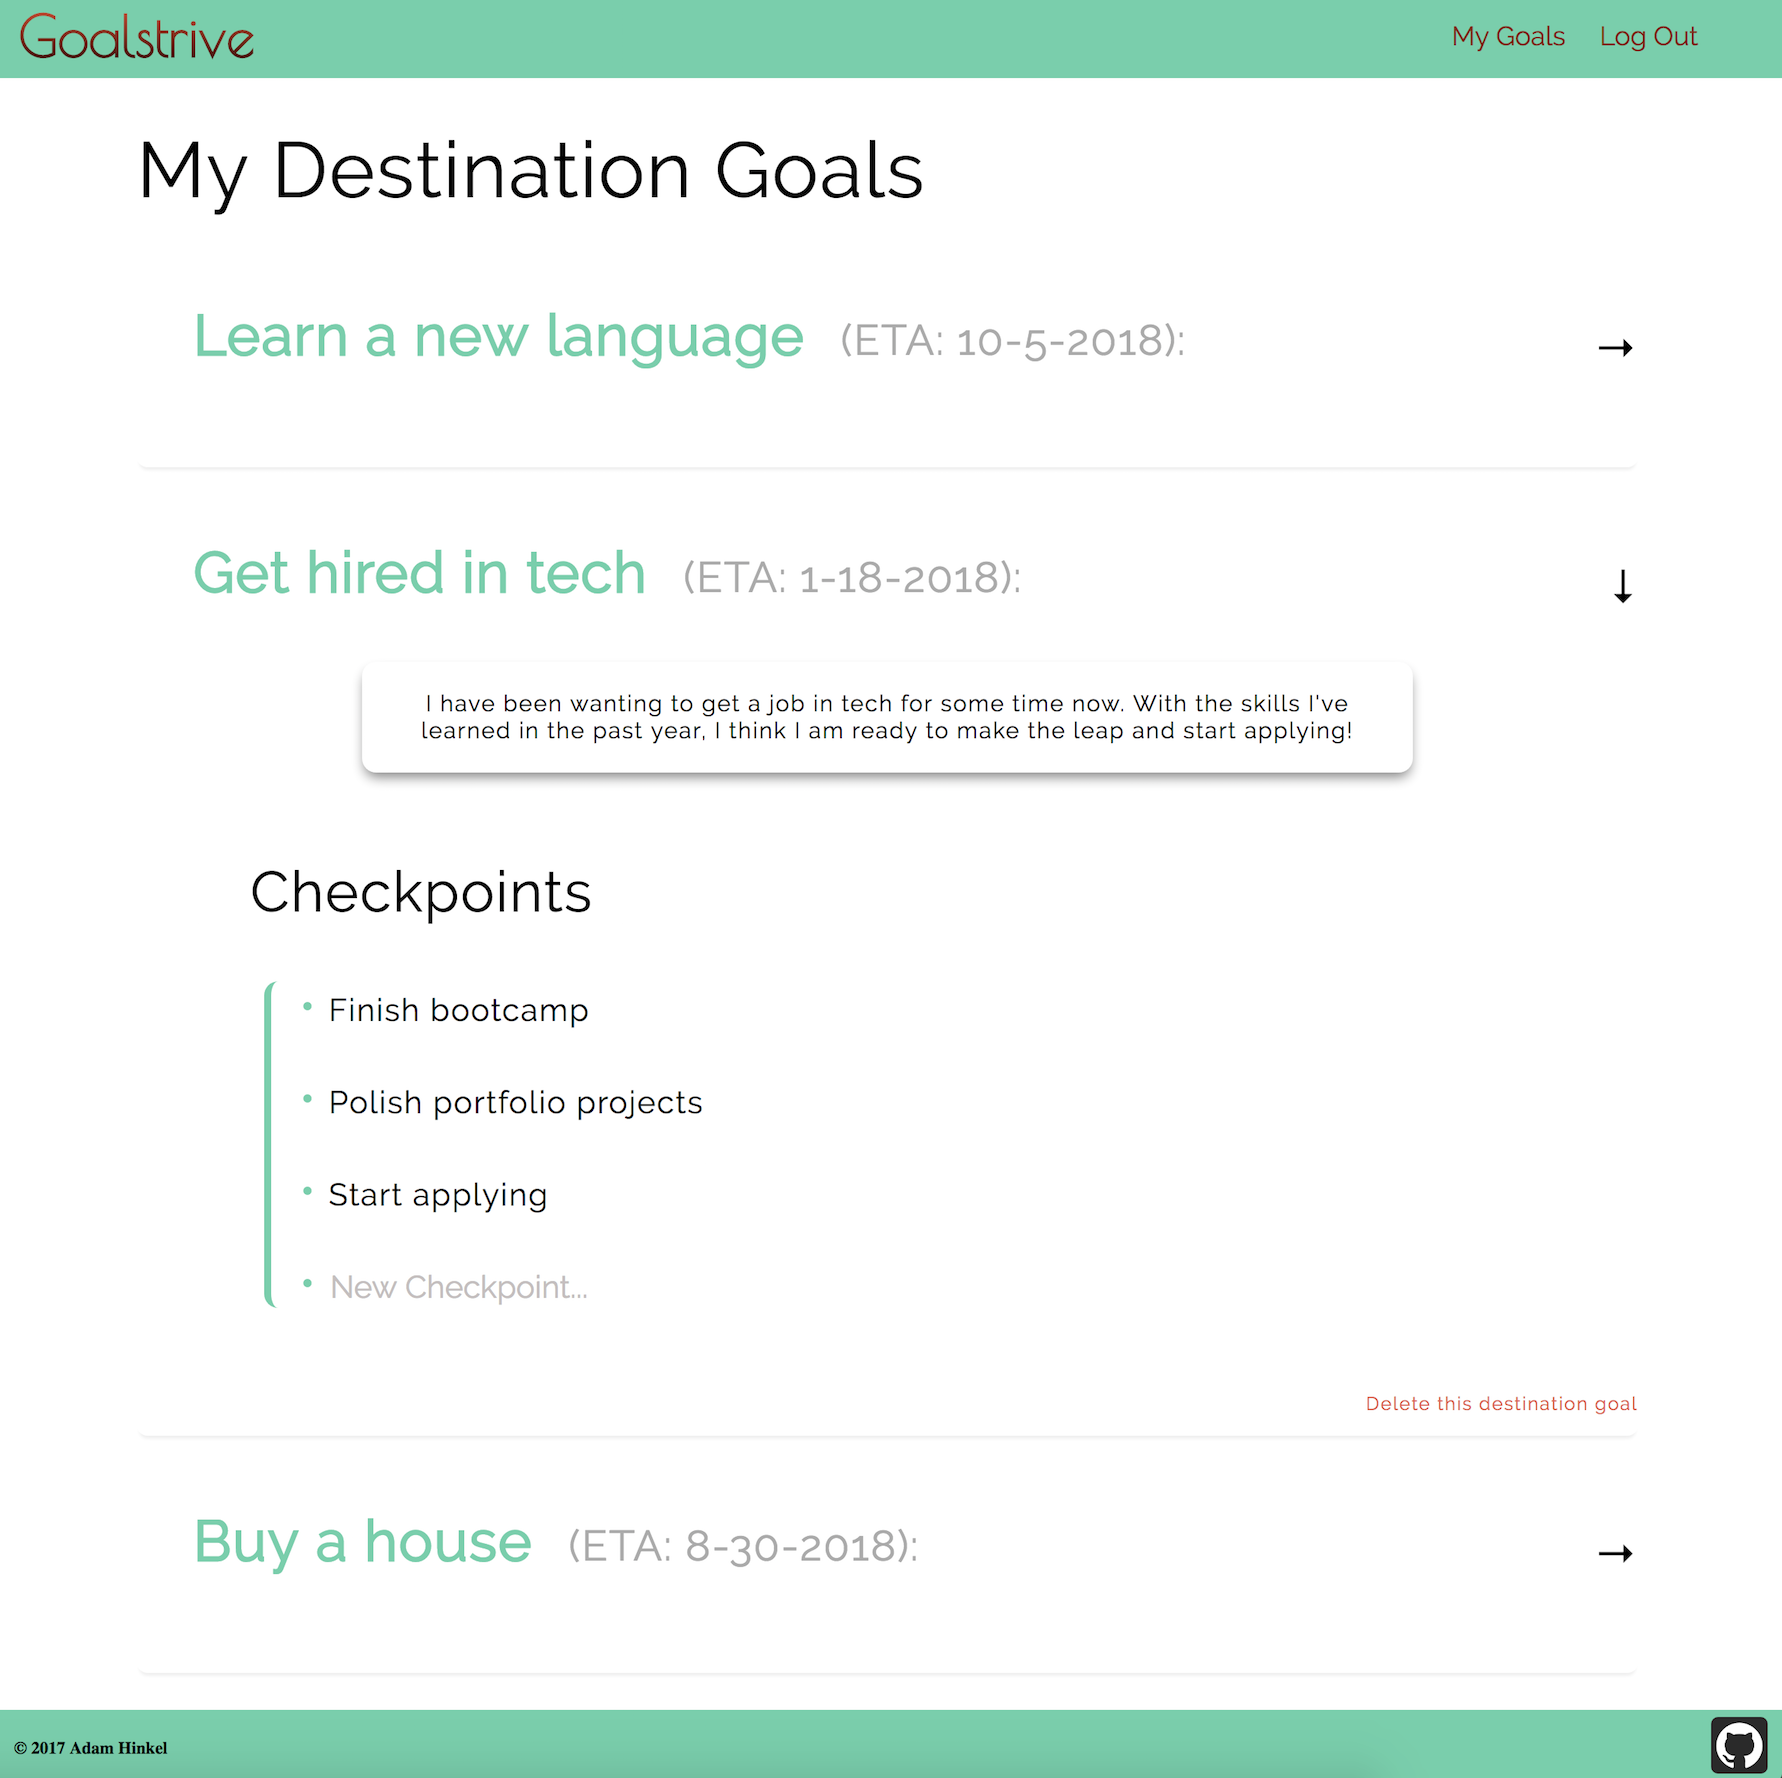 Goalstrive
My Goals
Log Out
My Destination Goals
Learn a new language (ETA: 10-5-2018):
Get hired in tech (ETA: 1-18-2018):
I have been wanting to get a job in tech for some time now. With the skills I've
learned in the past year, I think I am ready to make the leap and start applying!
Checkpoints
Finish bootcamp
Polish portfolio projects
Start applying
New Checkpoint...
Delete this destination goal
Buy a house (ETA: 8-30-2018):
© 2017 Adam Hinkel